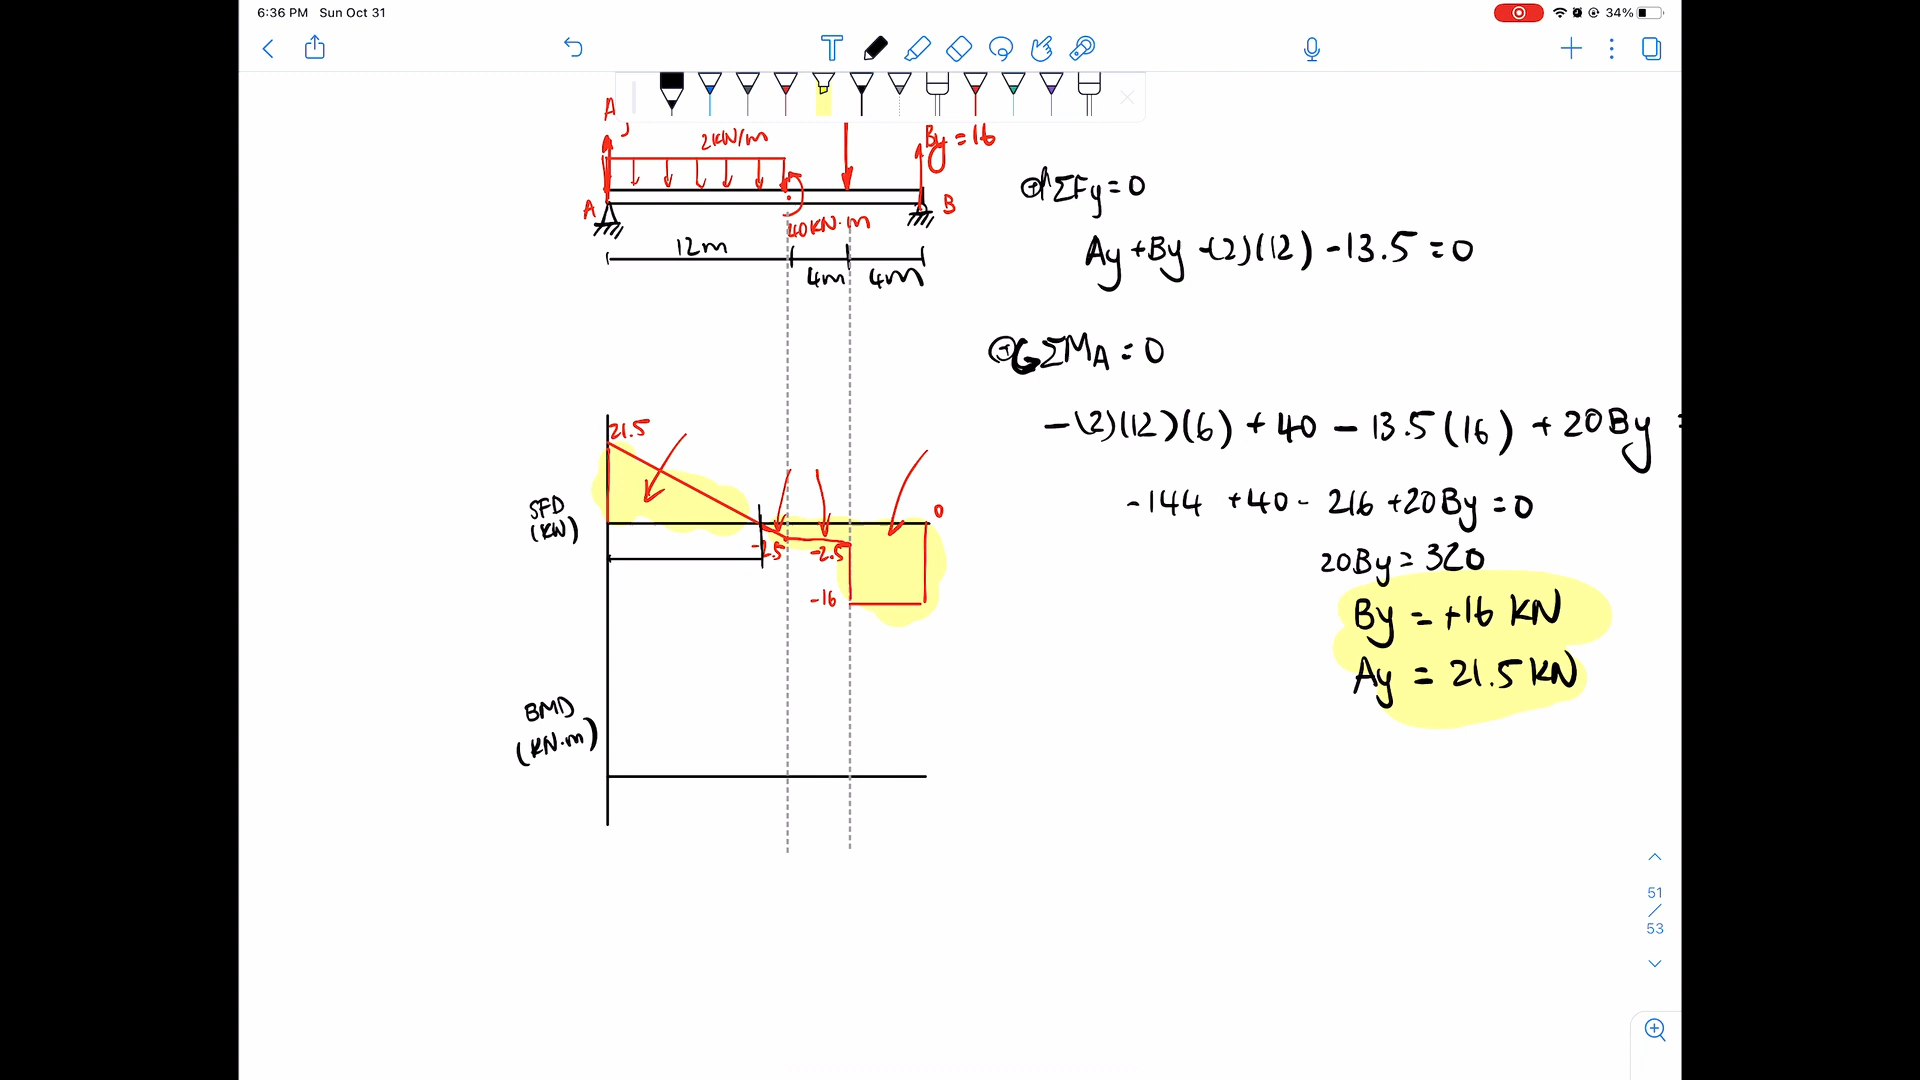 6:36 PM Sun Oct 31
34%
T
A
2KN/m
By = 16
A
B
40KN·m
12m
4m
4m
ΣFy=0
Ay+By-(2)(12)-13.5=0
ΣMA=0
-(2)(12)(6)+40-13.5(16)+20By =
-144 +40- 216 +20By=0
20By= 320
By = +16 KN
Ay = 21.5KN
21.5
SFD
(KN)
0
-2.5
-2.5
-16
BMD
(KN·m)
51
/
53